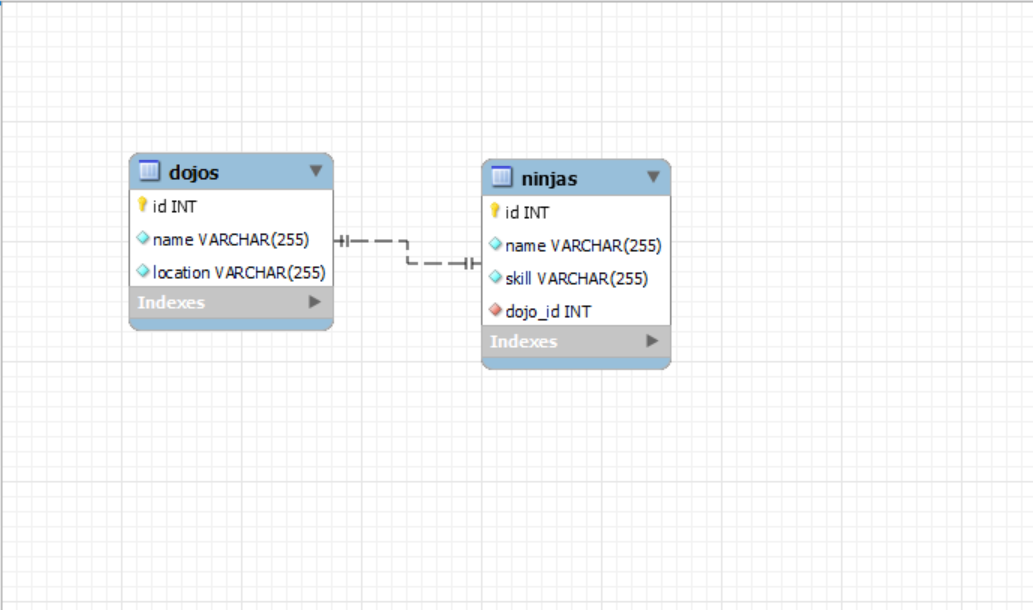 dojos
id INT
name VARCHAR(255)
location VARCHAR(255)
Indexes
ninjas
id INT
name VARCHAR(255)
skill VARCHAR(255)
dojo_id INT
Indexes